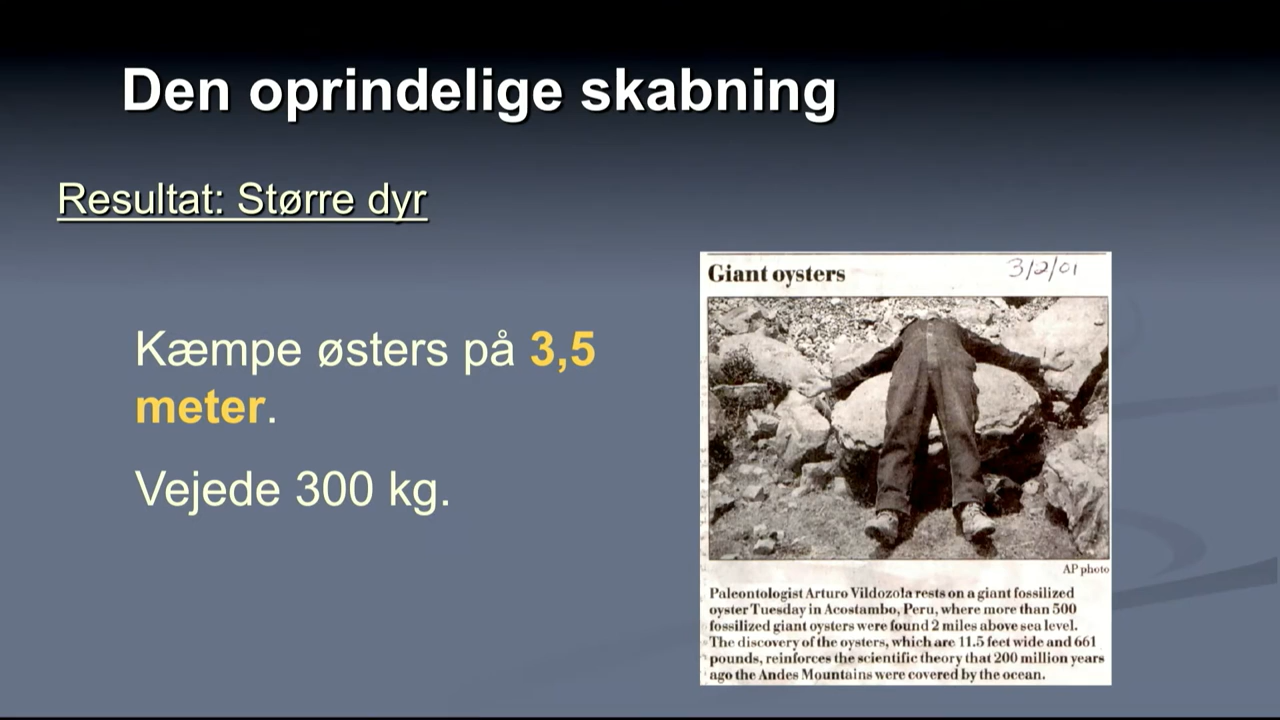 Den oprindelige skabning
Resultat: Større dyr
Kæmpe østers på 3,5
meter.
Vejede 300 kg.
Giant oysters
3/2/01
AP photo
Paleontologist Arturo Vildozola rests on a giant fossilized
oyster Tuesday in Acostambo, Peru, where more than 500
fossilized giant oysters were found 2 miles above sea level.
The discovery of the oysters, which are 11.5 feet wide and 661
pounds, reinforces the scientific theory that 200 million years
ago the Andes Mountains were covered by the ocean.